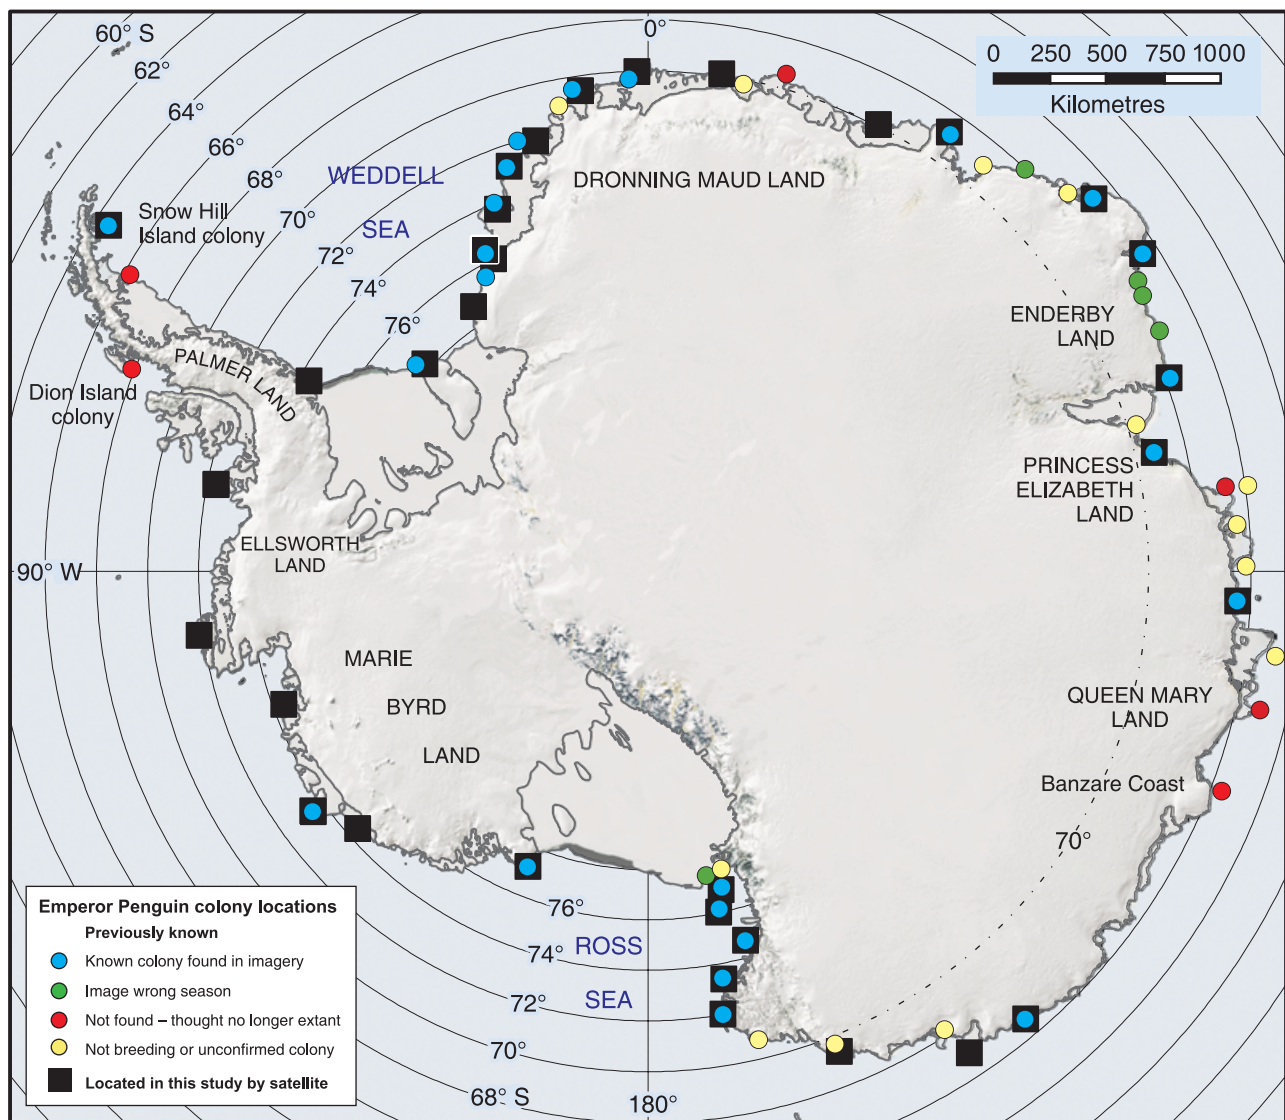 60° S
0°
0 250 500 750 1000
Kilometres
62°
64°
66°
68°
70°
72°
74°
76°
WEDDELL
SEA
DRONNING MAUD LAND
Snow Hill
Island colony
ENDERBY
LAND
PALMER LAND
Dion Island
colony
PRINCESS
ELIZABETH
LAND
ELLSWORTH
LAND
90° W
MARIE
BYRD
LAND
QUEEN MARY
LAND
Banzare Coast
70°
76°
74°
72°
70°
68° S
ROSS
SEA
180°
Emperor Penguin colony locations
Previously known
Known colony found in imagery
Image wrong season
Not found – thought no longer extant
Not breeding or unconfirmed colony
Located in this study by satellite